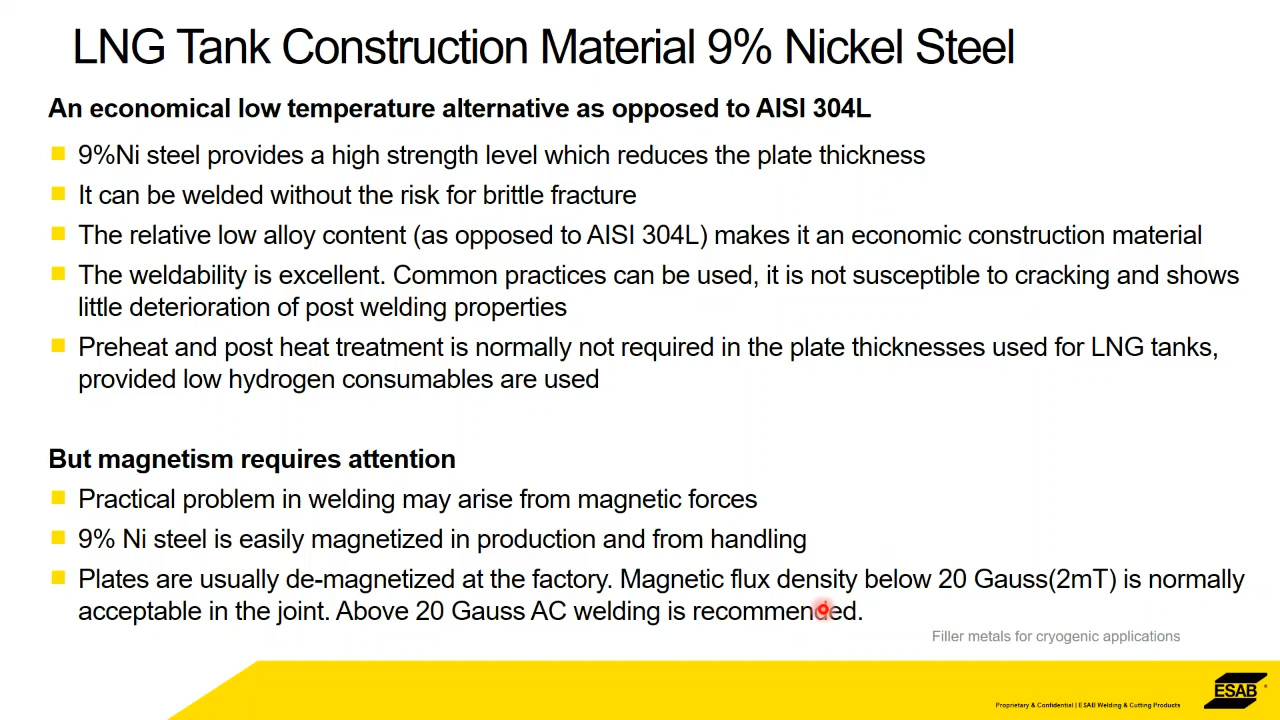 LNG Tank Construction Material 9% Nickel Steel
An economical low temperature alternative as opposed to AISI 304L
9%Ni steel provides a high strength level which reduces the plate thickness
It can be welded without the risk for brittle fracture
The relative low alloy content (as opposed to AISI 304L) makes it an economic construction material
The weldability is excellent. Common practices can be used, it is not susceptible to cracking and shows
little deterioration of post welding properties
Preheat and post heat treatment is normally not required in the plate thicknesses used for LNG tanks,
provided low hydrogen consumables are used
But magnetism requires attention
Practical problem in welding may arise from magnetic forces
9% Ni steel is easily magnetized in production and from handling
Plates are usually de-magnetized at the factory. Magnetic flux density below 20 Gauss(2mT) is normally
acceptable in the joint. Above 20 Gauss AC welding is recommended.
Filler metals for cryogenic applications
Proprietary & Confidential | ESAB Welding & Cutting Products
ESAB